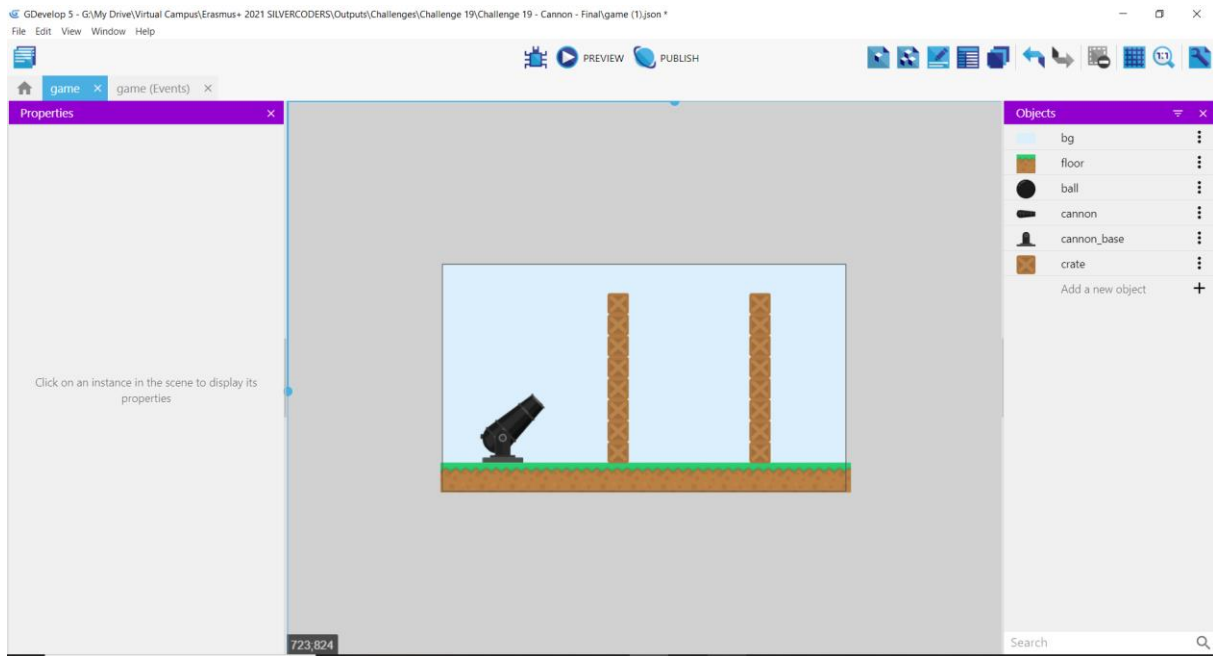 GDevelop 5 - G:\My Drive\Virtual Campus\Erasmus+ 2021 SILVERCODERS\Outputs\Challenges\Challenge 19\Challenge 19 - Cannon - Final\game (1).json *
File Edit View Window Help
PREVIEW PUBLISH
1:1
game × game (Events) ×
Properties ×
Objects ×
bg
floor
ball
cannon
cannon_base
crate
Add a new object +
Click on an instance in the scene to display its
properties
723;824
Search